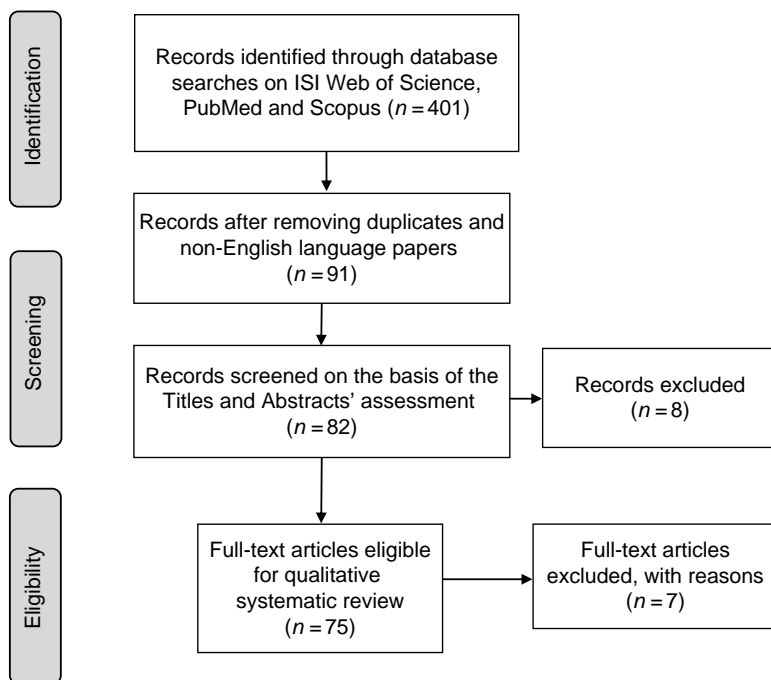 Identification
Records identified through database
searches on ISI Web of Science,
PubMed and Scopus (n = 401)
Records after removing duplicates and
non-English language papers
(n = 91)
Screening
Records screened on the basis of the
Titles and Abstracts’ assessment
(n = 82)
Records excluded
(n = 8)
Eligibility
Full-text articles eligible
for qualitative
systematic review
(n = 75)
Full-text articles
excluded, with reasons
(n = 7)